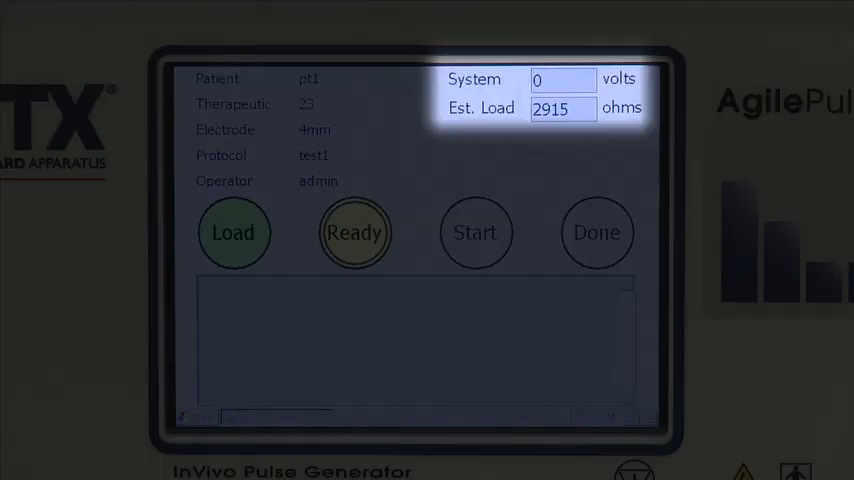 Patient pt1
System 0 volts
Therapeutic 23
Est. Load 2915 ohms
Electrode 4mm
Protocol test1
Operator admin
TX®
ARD APPARATUS
AgilePul
Load Ready Start Done
InVivo Pulse Generator